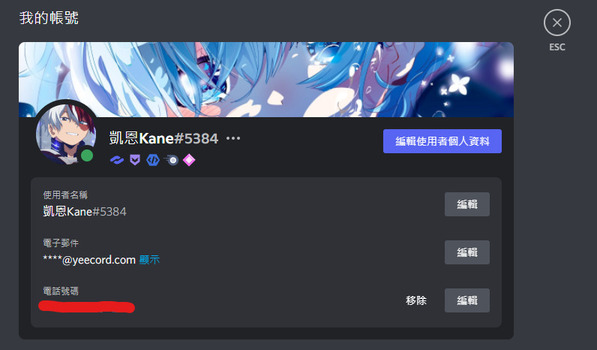 我的帳號
ESC
凱恩Kane#5384
編輯使用者個人資料
使用者名稱
凱恩Kane#5384
編輯
電子郵件
****@yeecord.com 顯示
編輯
電話號碼
移除
編輯